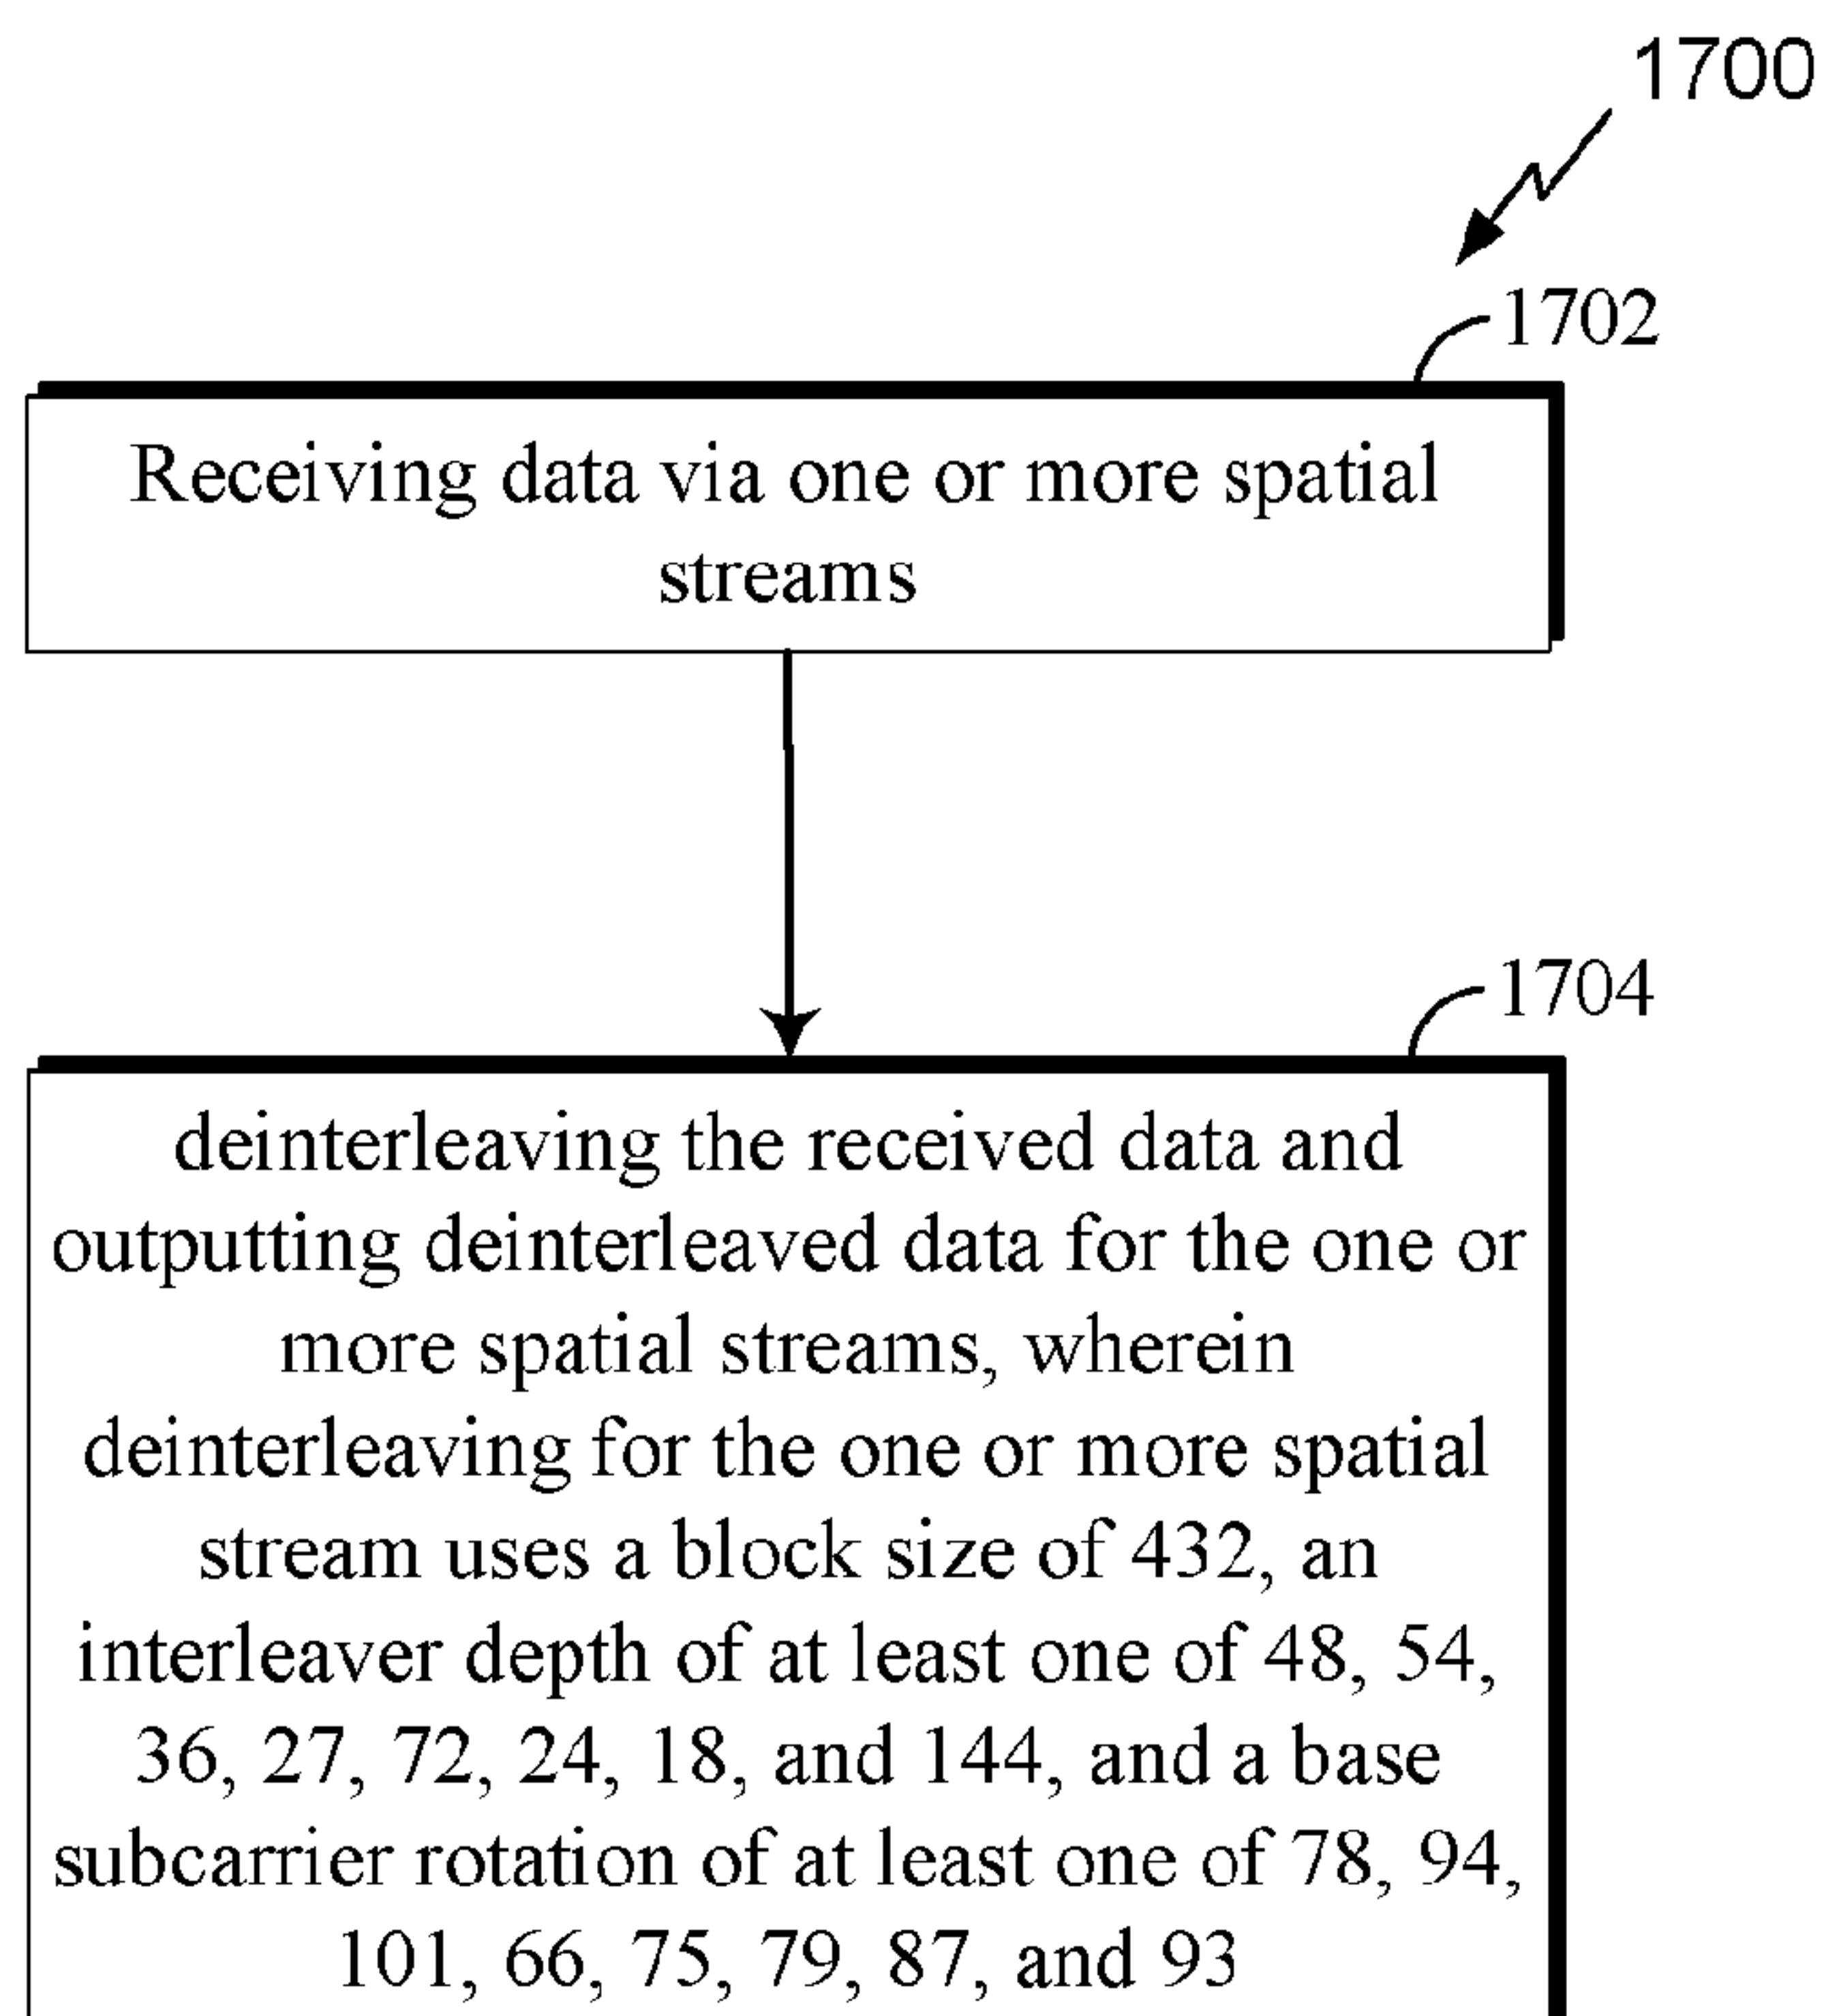 1700
1702
Receiving data via one or more spatial
streams
1704
deinterleaving the received data and
outputting deinterleaved data for the one or
more spatial streams, wherein
deinterleaving for the one or more spatial
stream uses a block size of 432, an
interleaver depth of at least one of 48, 54,
36, 27, 72, 24, 18, and 144, and a base
subcarrier rotation of at least one of 78, 94,
101, 66, 75, 79, 87, and 93